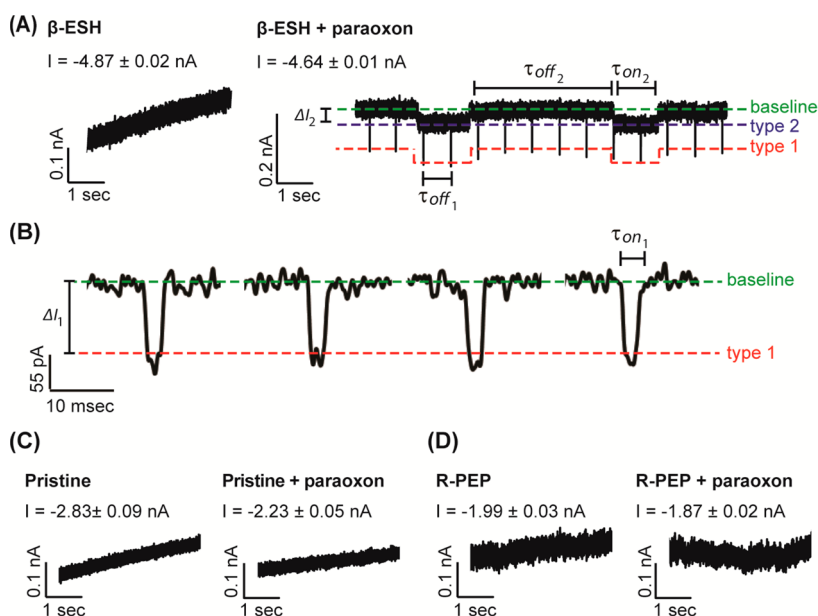 (A)
β-ESH
I = -4.87 ± 0.02 nA
0.1 nA
1 sec
β-ESH + paraoxon
I = -4.64 ± 0.01 nA
τoff2
τon2
ΔI2
baseline
type 2
type 1
0.2 nA
1 sec
τoff1
(B)
τon1
baseline
ΔI1
type 1
55 pA
10 msec
(C)
Pristine
I = -2.83± 0.09 nA
0.1 nA
1 sec
Pristine + paraoxon
I = -2.23 ± 0.05 nA
0.1 nA
1 sec
(D)
R-PEP
I = -1.99 ± 0.03 nA
0.1 nA
1 sec
R-PEP + paraoxon
I = -1.87 ± 0.02 nA
0.1 nA
1 sec